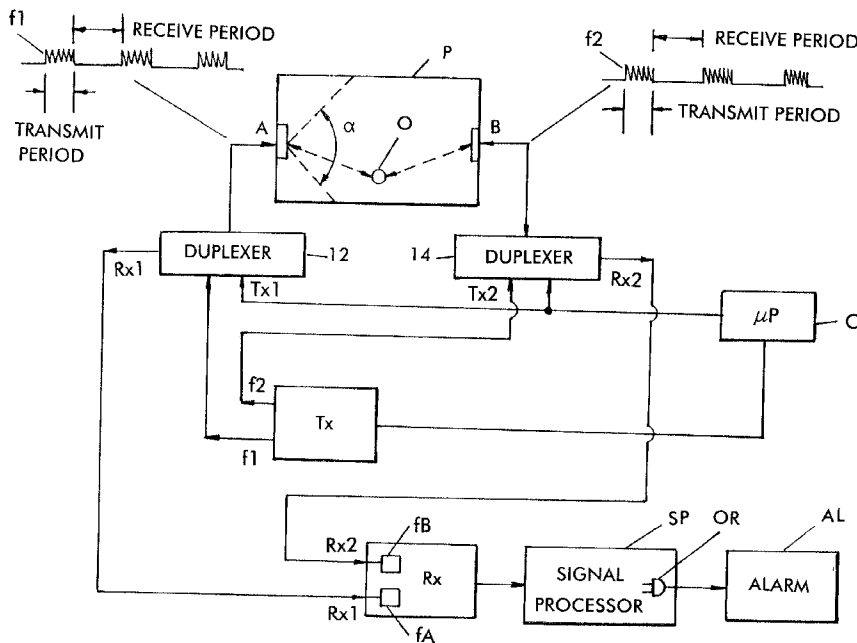 f1
RECEIVE PERIOD
TRANSMIT
PERIOD
P
f2
RECEIVE PERIOD
TRANSMIT
PERIOD
A
α
O
B
DUPLEXER
12
14
DUPLEXER
Rx1
Tx1
Tx2
Rx2
μP
C
f2
Tx
f1
fB
Rx2
Rx
Rx1
fA
SP
OR
AL
SIGNAL
PROCESSOR
ALARM